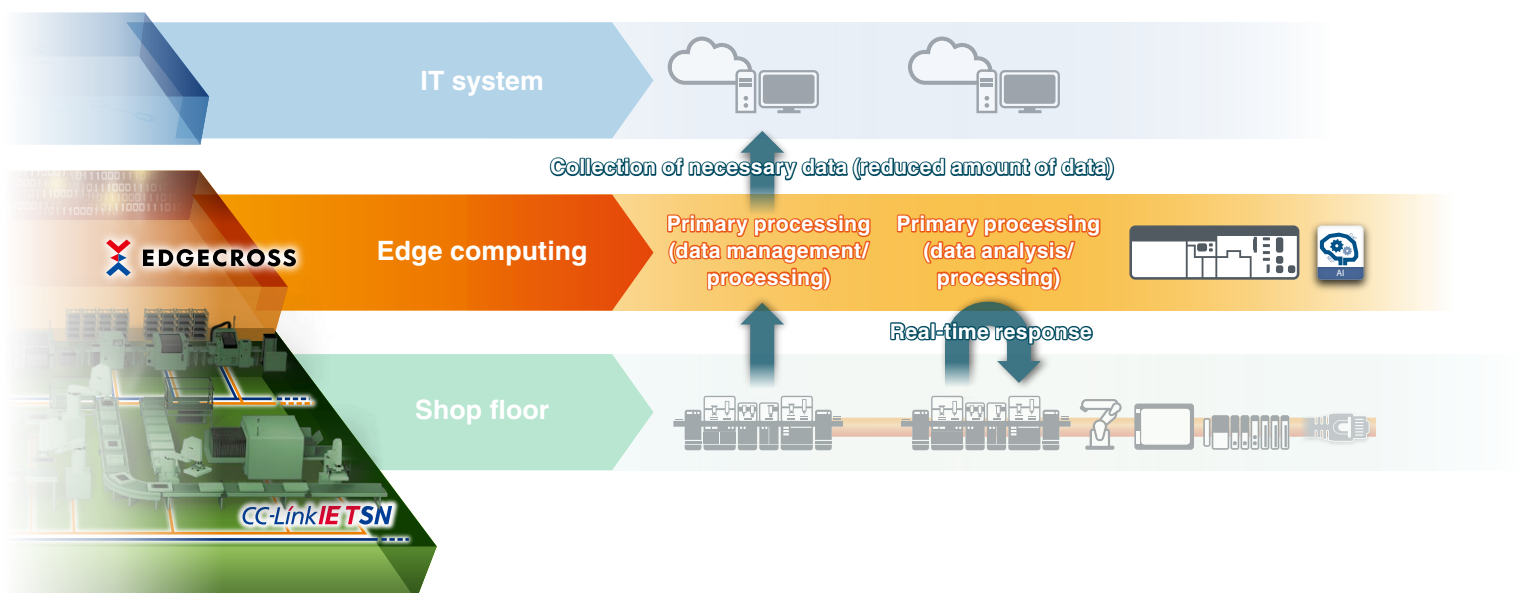 IT system
Collection of necessary data (reduced amount of data)
EDGECROSS
Edge computing
Primary processing
(data management/
processing)
Primary processing
(data analysis/
processing)
AI
Real-time response
Shop floor
CC-Link IE TSN